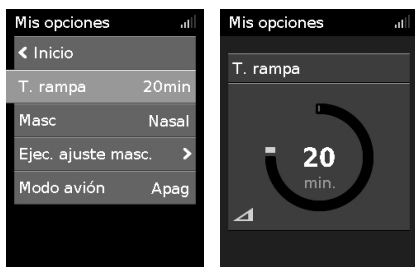 Mis opciones
Inicio
T. rampa 20min
Masc Nasal
Ejec. ajuste masc.
Modo avión Apag
Mis opciones
T. rampa
20
min.